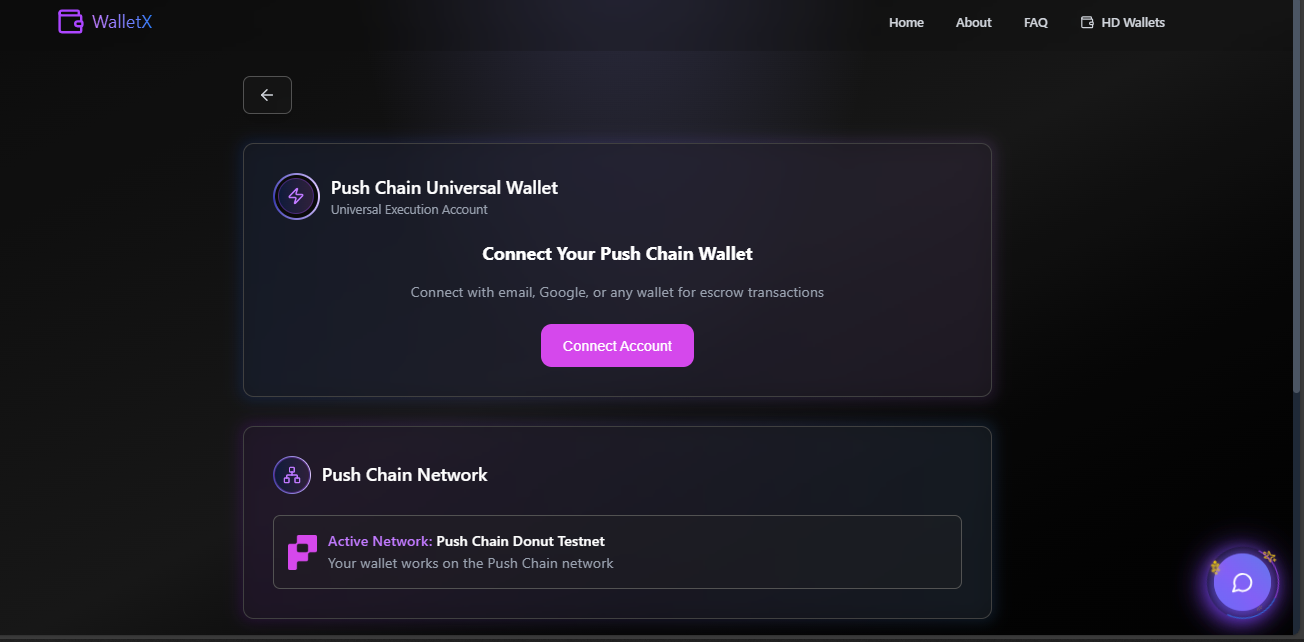 WalletX
Home
About
FAQ
HD Wallets
Push Chain Universal Wallet
Universal Execution Account
Connect Your Push Chain Wallet
Connect with email, Google, or any wallet for escrow transactions
Connect Account
Push Chain Network
Active Network: Push Chain Donut Testnet
Your wallet works on the Push Chain network